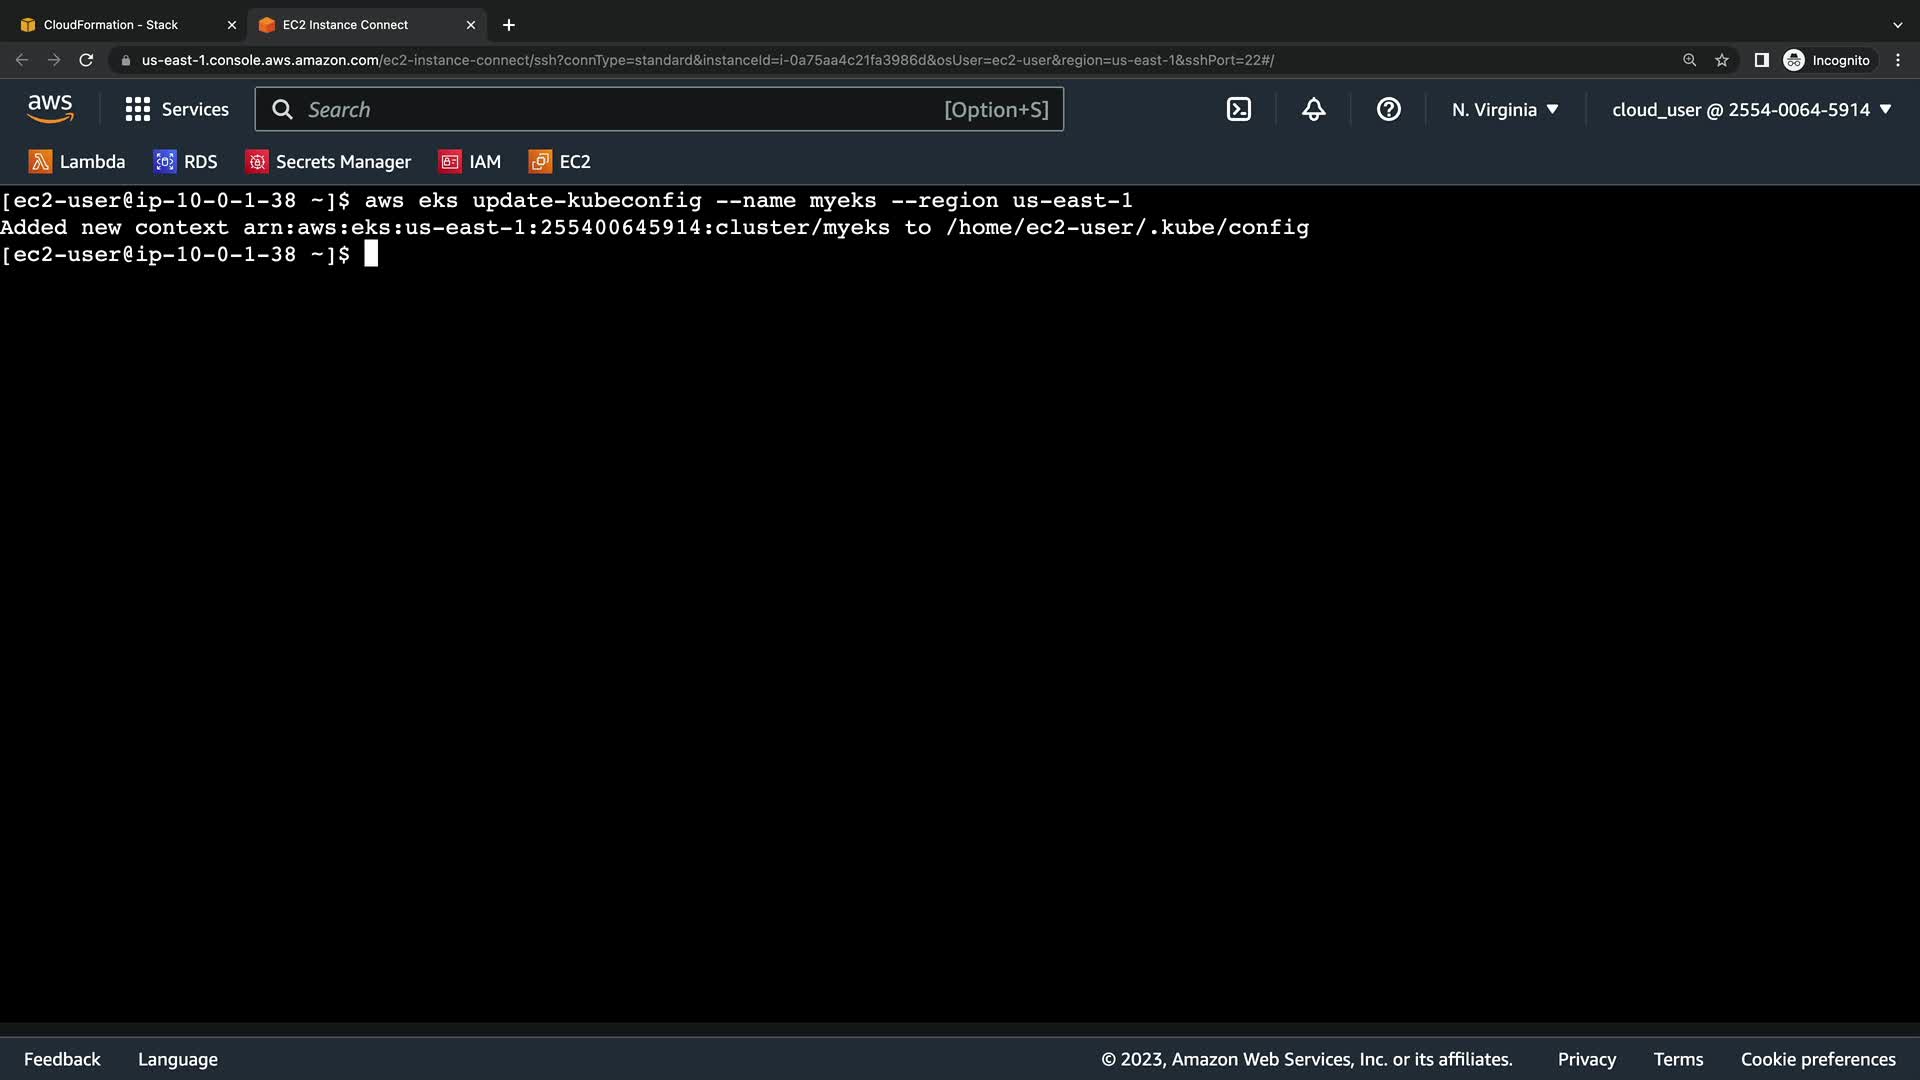 CloudFormation - Stack
EC2 Instance Connect
us-east-1.console.aws.amazon.com/ec2-instance-connect/ssh?connType=standard&instanceId=i-0a75aa4c21fa3986d&osUser=ec2-user&region=us-east-1&sshPort=22#/
Incognito
aws
Services
Search
[Option+S]
N. Virginia
cloud_user @ 2554-0064-5914
Lambda
RDS
Secrets Manager
IAM
EC2
[ec2-user@ip-10-0-1-38 ~]$ aws eks update-kubeconfig --name myeks --region us-east-1
Added new context arn:aws:eks:us-east-1:255400645914:cluster/myeks to /home/ec2-user/.kube/config
[ec2-user@ip-10-0-1-38 ~]$
Feedback
Language
© 2023, Amazon Web Services, Inc. or its affiliates.
Privacy
Terms
Cookie preferences